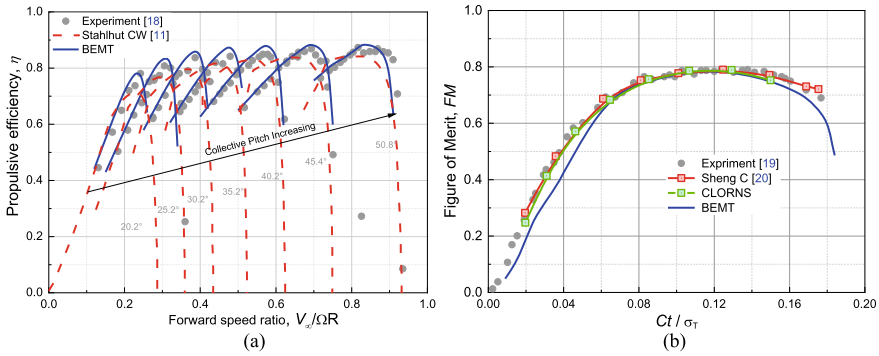 Experiment [18]
Stahlhut CW [11]
BEMT
Propulsive efficiency, η
1.0
0.8
0.6
0.4
0.2
0.0
Collective Pitch Increasing
20.2°
25.2°
30.2°
35.2°
40.2°
45.4°
50.8°
0.0 0.2 0.4 0.6 0.8 1.0
Forward speed ratio, V∞/ΩR
(a)
Figure of Merit, FM
1.0
0.8
0.6
0.4
0.2
0.0
Expriment [19]
Sheng C [20]
CLORNS
BEMT
0.00 0.04 0.08 0.12 0.16 0.20
Ct / σT
(b)